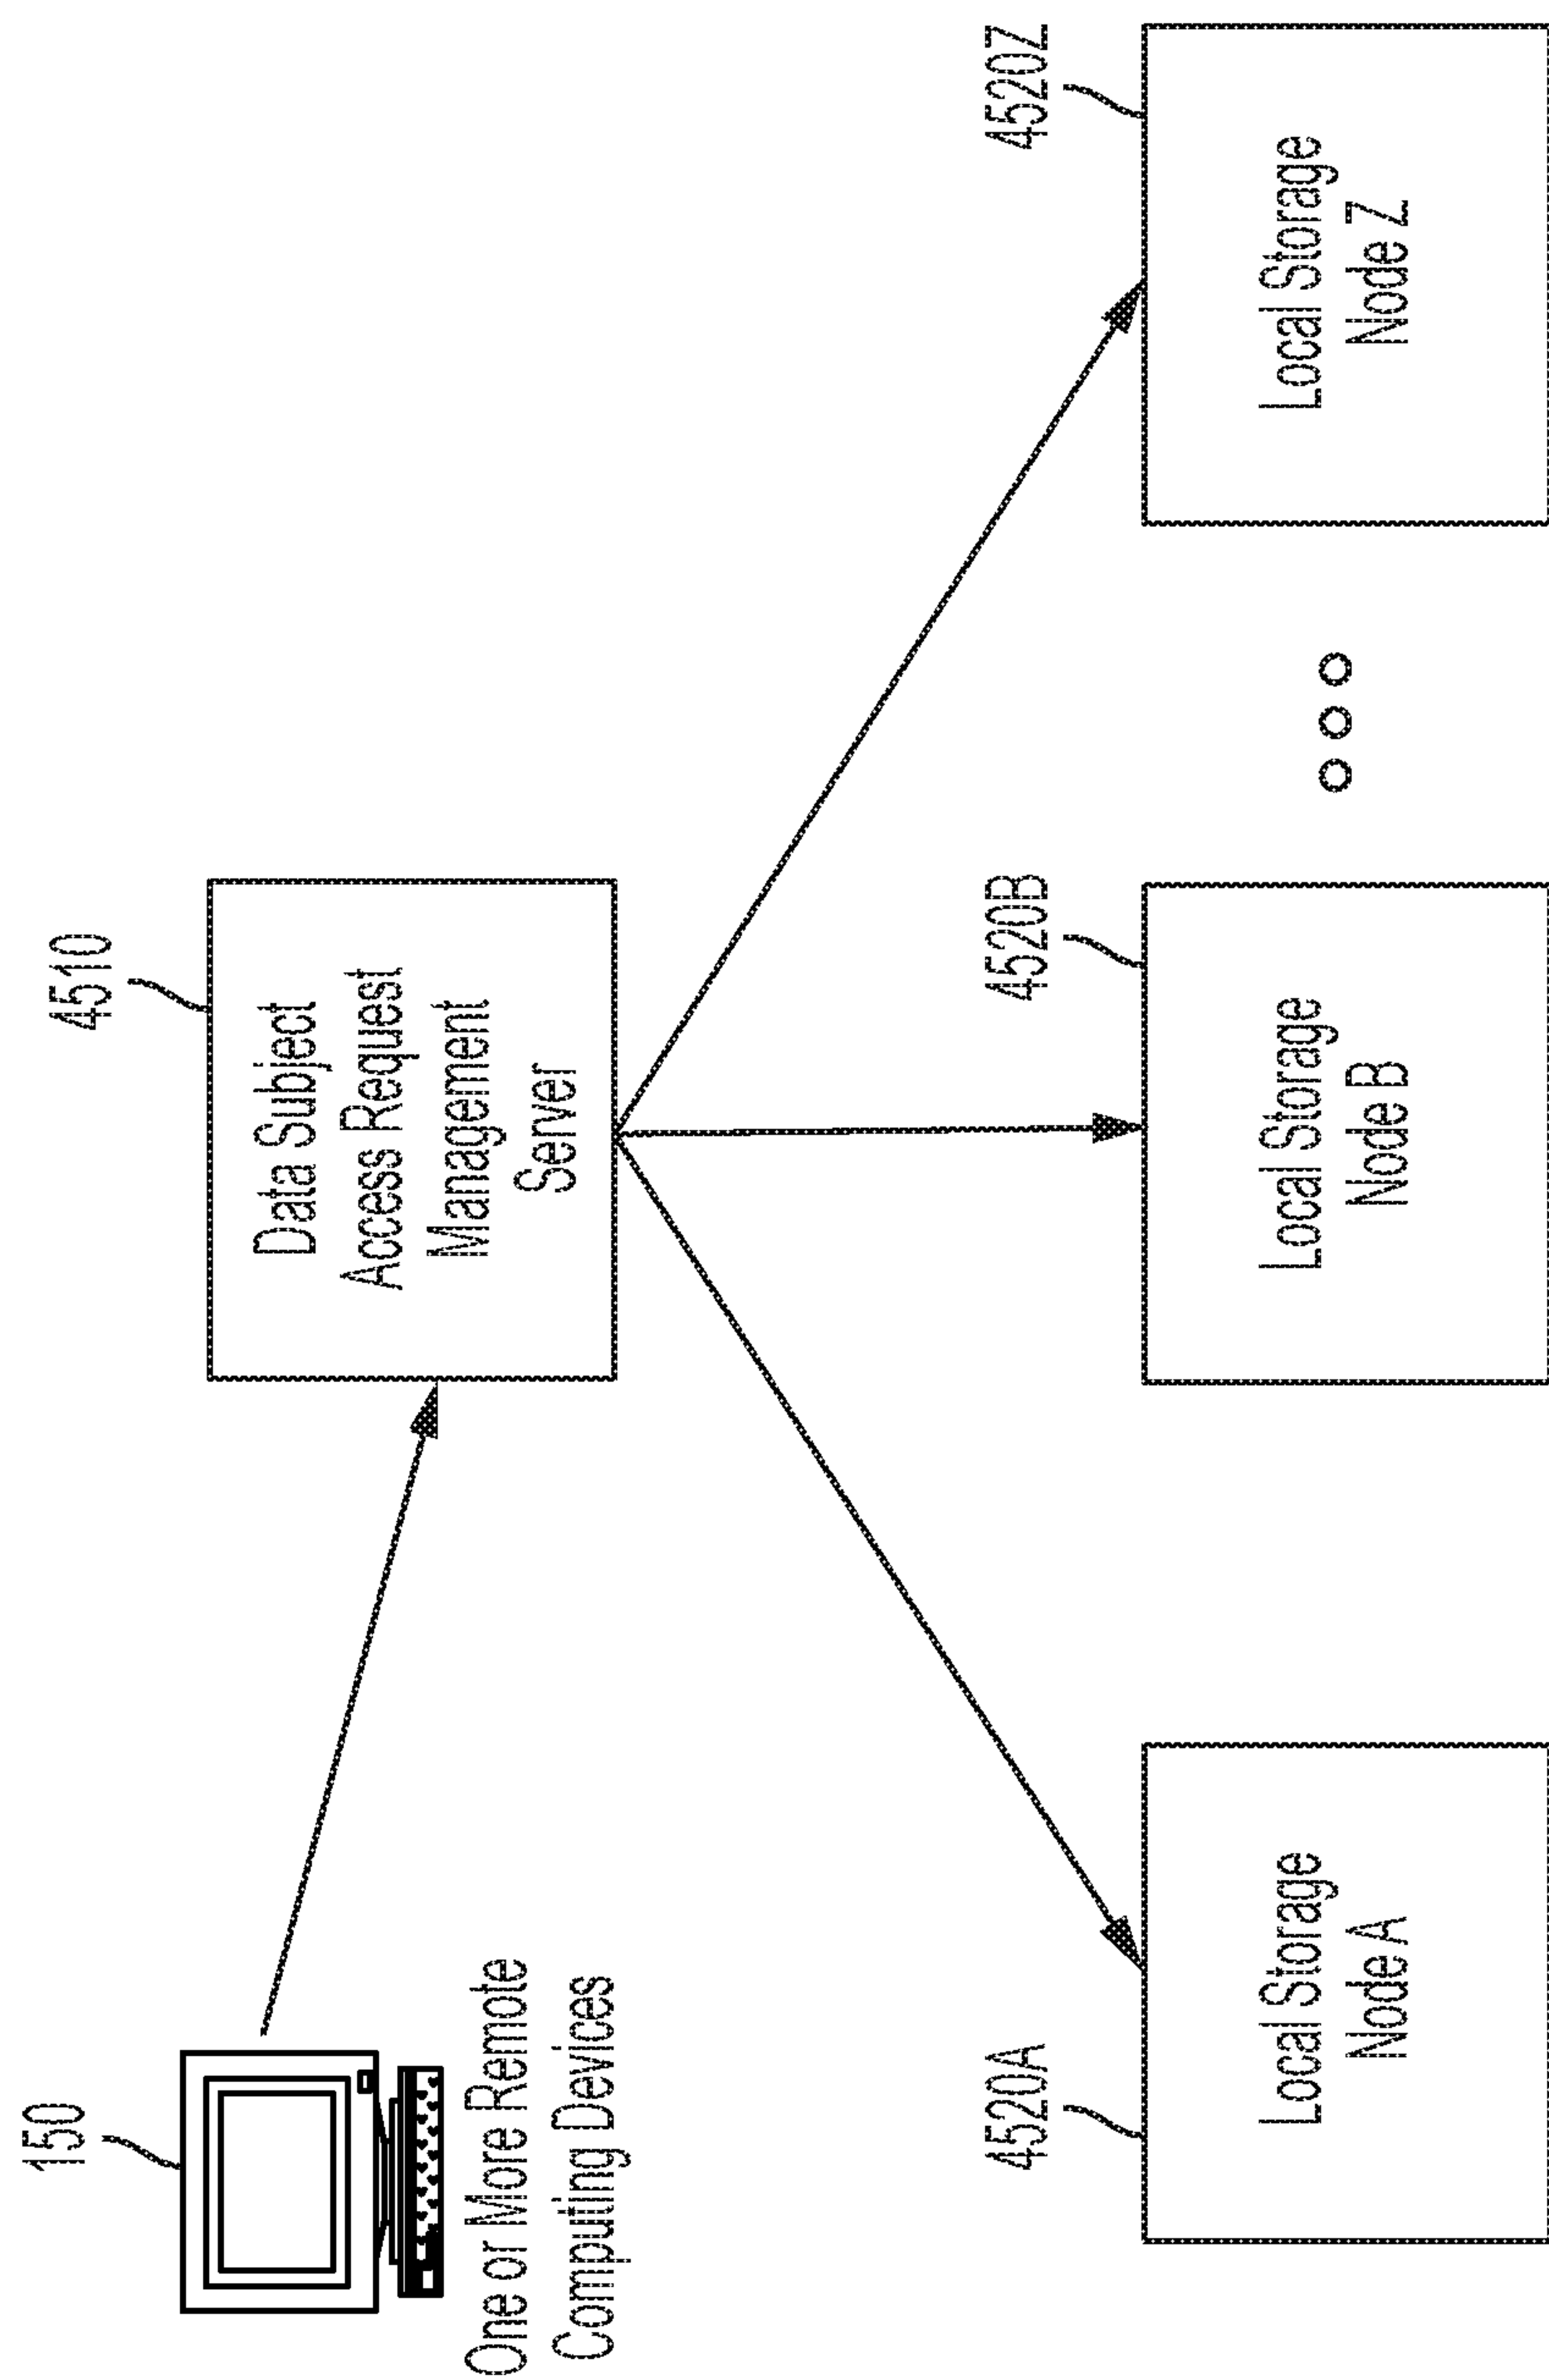 150
One or More Remote
Computing Devices
4510
Data Subject
Access Request
Management
Server
4520A
Local Storage
Node A
4520B
Local Storage
Node B
4520Z
Local Storage
Node Z